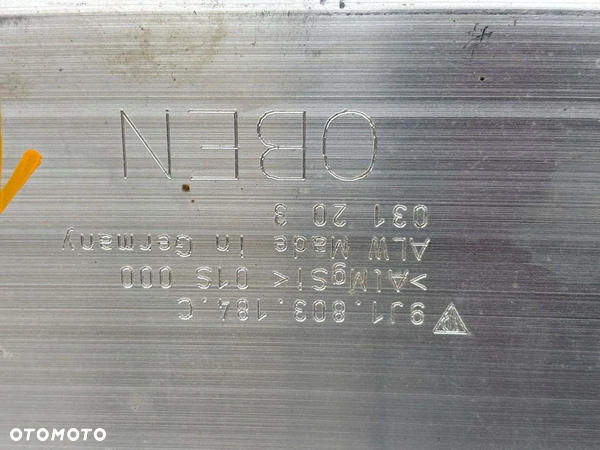 9J1.803.184.C
>AlMgSi< 01S 000
ALW Made in Germany
031 20 3
OBEN
OTOMOTO